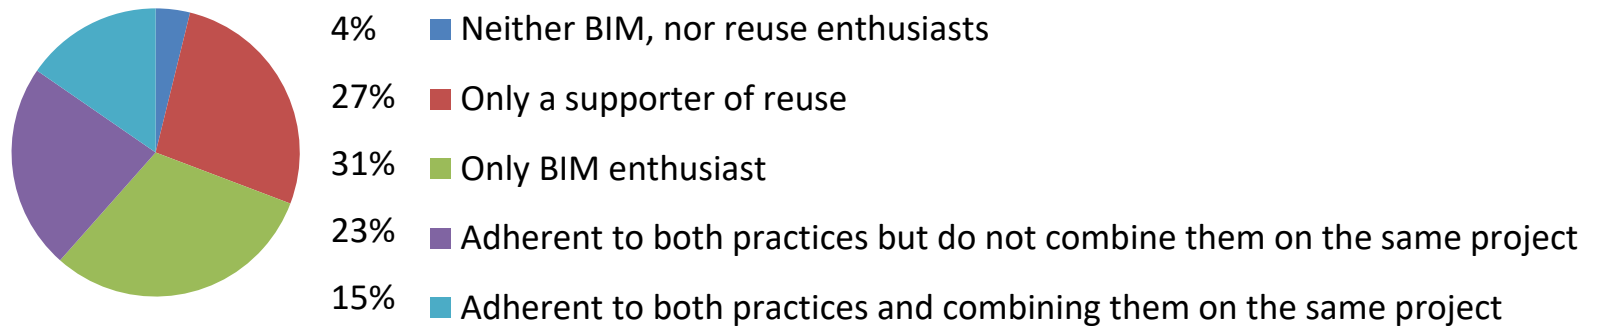 4% Neither BIM, nor reuse enthusiasts
27% Only a supporter of reuse
31% Only BIM enthusiast
23% Adherent to both practices but do not combine them on the same project
15% Adherent to both practices and combining them on the same project